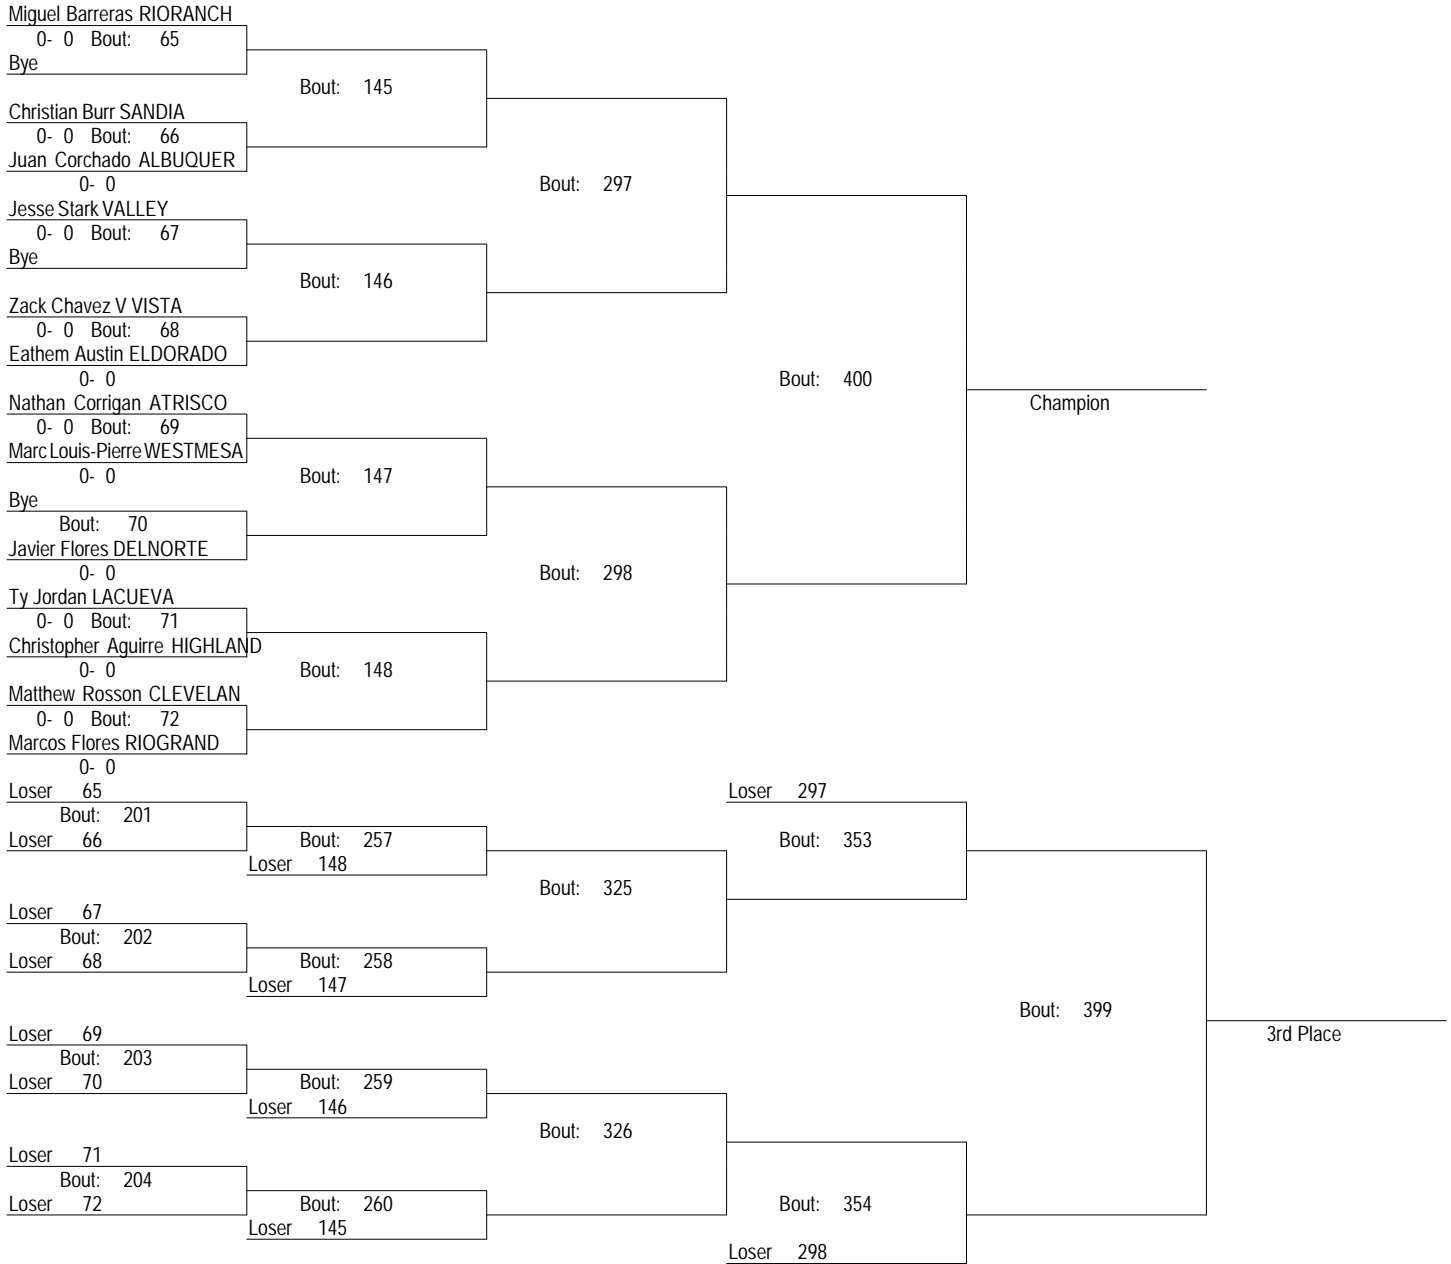 Miguel Barreras RIORANCH
0- 0 Bout: 65
Bye
Bout: 145
Christian Burr SANDIA
0- 0 Bout: 66
Juan Corchado ALBUQUER
0- 0
Bout: 297
Jesse Stark VALLEY
0- 0 Bout: 67
Bye
Bout: 146
Zack Chavez V VISTA
0- 0 Bout: 68
Eathem Austin ELDORADO
0- 0
Bout: 400
Nathan Corrigan ATRISCO
Champion
0- 0 Bout: 69
Marc Louis-Pierre WESTMESA
0- 0
Bout: 147
Bye
Bout: 70
Javier Flores DELNORTE
0- 0
Bout: 298
Ty Jordan LACUEVA
0- 0 Bout: 71
Christopher Aguirre HIGHLAND
0- 0
Bout: 148
Matthew Rosson CLEVELAN
0- 0 Bout: 72
Marcos Flores RIOGRAND
0- 0
Loser 65
Loser 297
Bout: 201
Loser 66
Bout: 257
Bout: 353
Loser 148
Bout: 325
Loser 67
Bout: 202
Loser 68
Bout: 258
Loser 147
Bout: 399
Loser 69
3rd Place
Bout: 203
Loser 70
Bout: 259
Loser 146
Bout: 326
Loser 71
Bout: 204
Loser 72
Bout: 260
Bout: 354
Loser 145
Loser 298